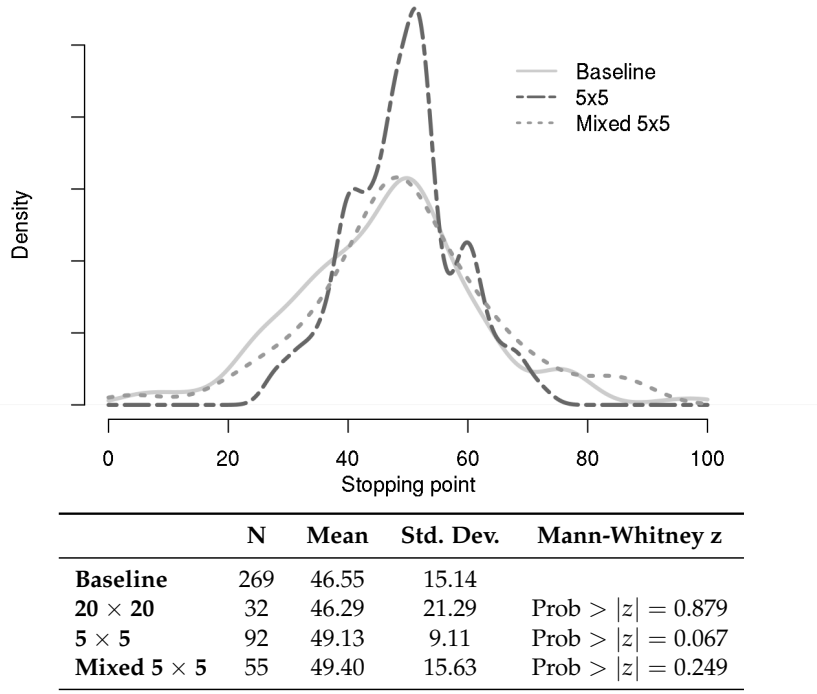 Baseline
5x5
Mixed 5x5
Density
0 20 40 60 80 100
Stopping point
N Mean Std. Dev. Mann-Whitney z
Baseline 269 46.55 15.14
20 × 20 32 46.29 21.29 Prob > |z| = 0.879
5 × 5 92 49.13 9.11 Prob > |z| = 0.067
Mixed 5 × 5 55 49.40 15.63 Prob > |z| = 0.249